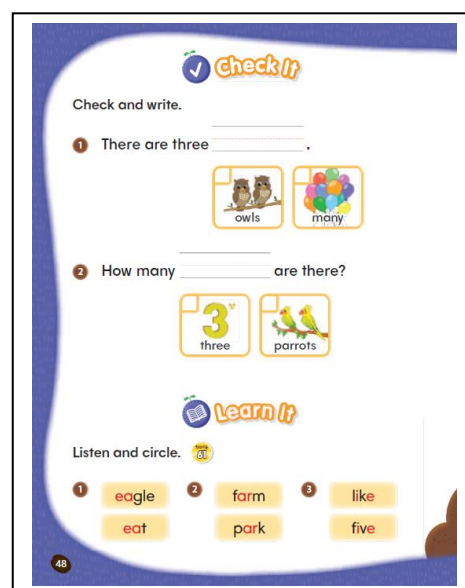 Check It
Check and write.
1 There are three .
owls many
2 How many are there?
3
three parrots
Learn It
Listen and circle. TRACK 61
1 eagle 2 farm 3 like
eat park five
48